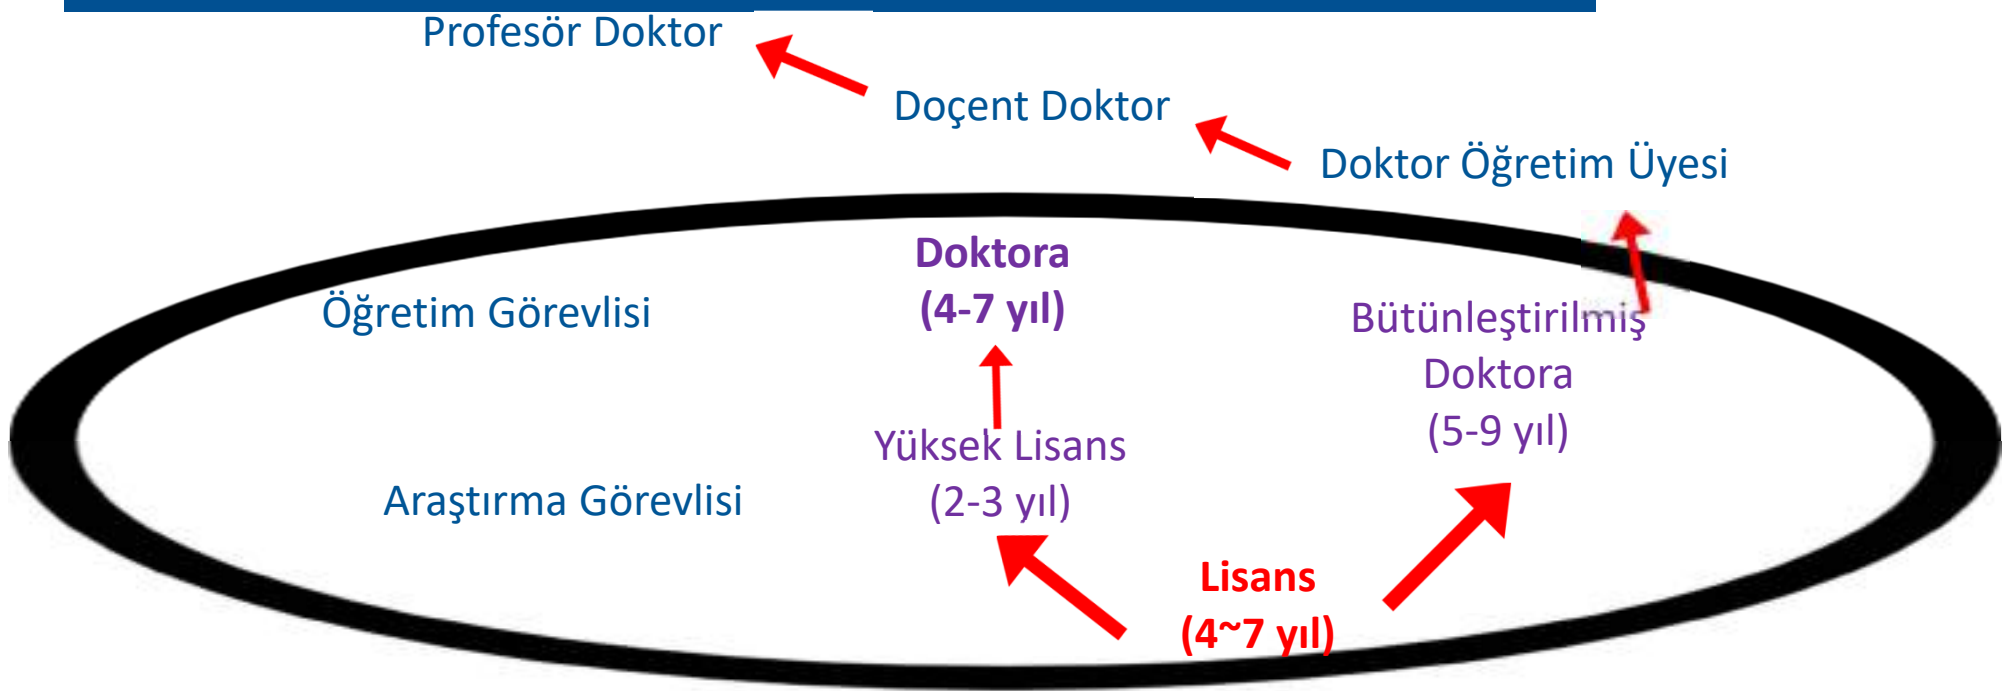 Profesör Doktor
Doçent Doktor
Doktor Öğretim Üyesi
Doktora
(4-7 yıl)
Öğretim Görevlisi
Bütünleştirilmiş
Doktora
(5-9 yıl)
Yüksek Lisans
(2-3 yıl)
Araştırma Görevlisi
Lisans
(4~7 yıl)